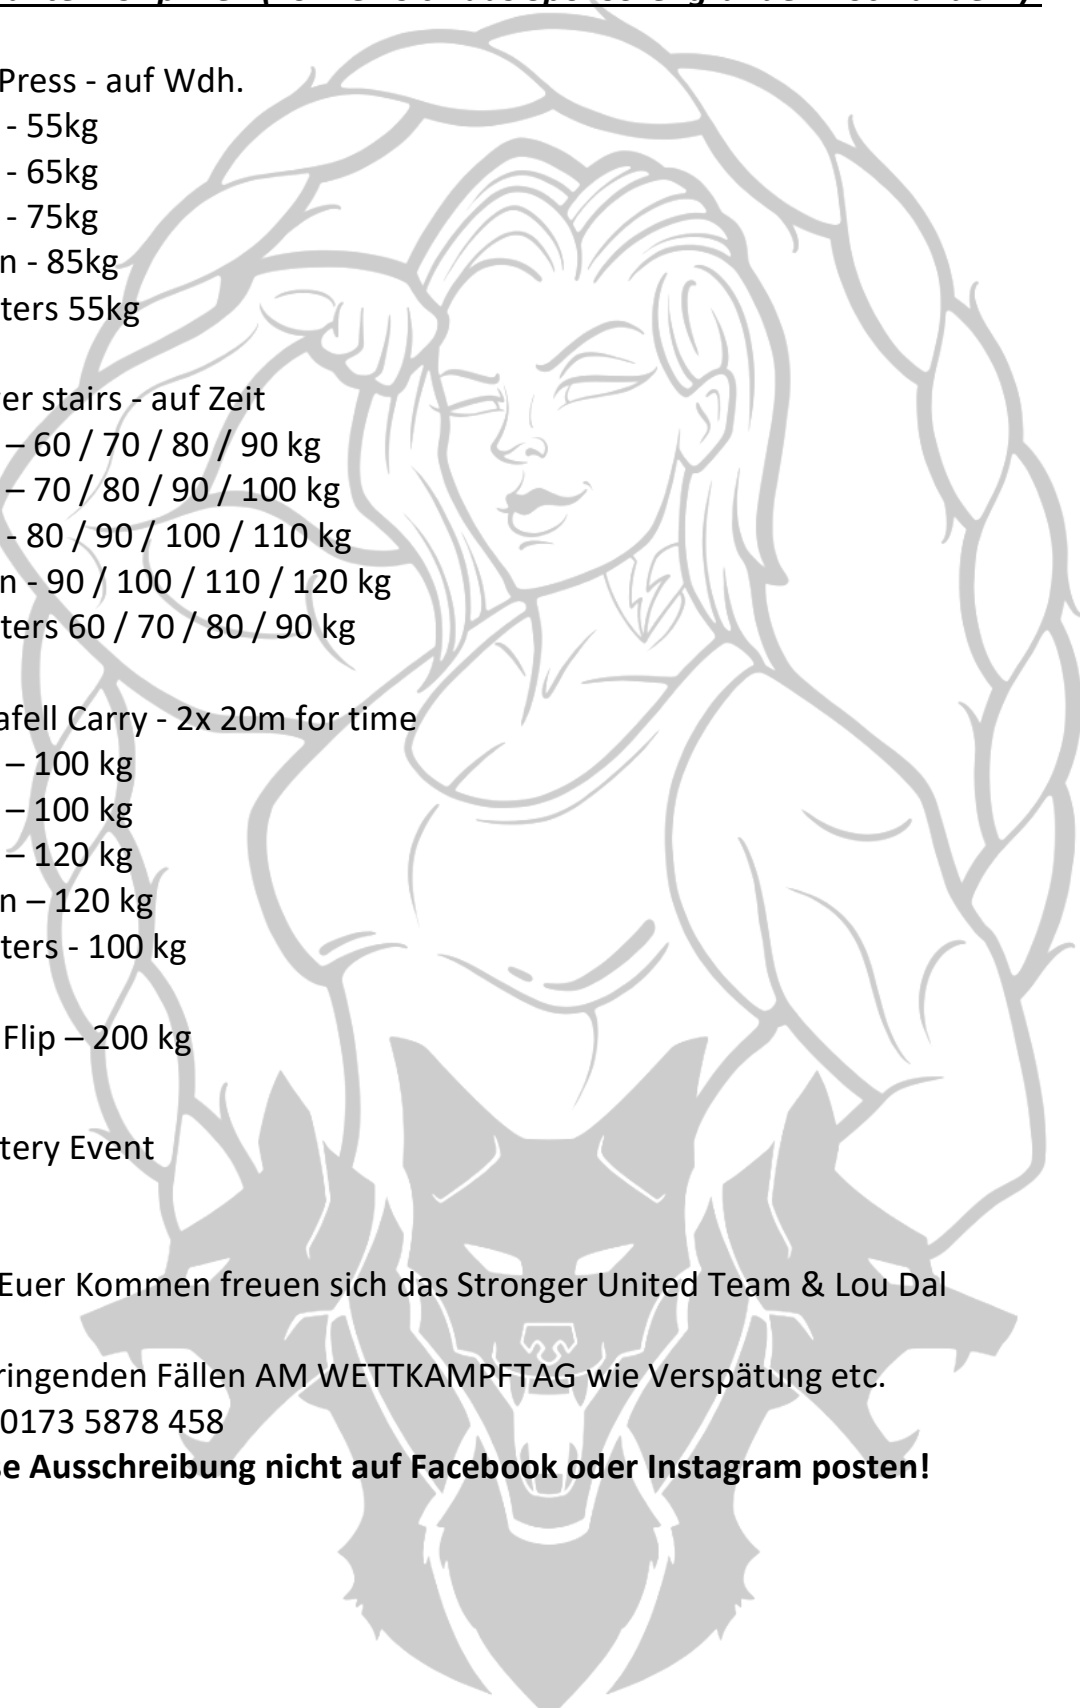 Press - auf Wdh.
- 55kg
- 65kg
- 75kg
n - 85kg
ters 55kg
er stairs - auf Zeit
– 60 / 70 / 80 / 90 kg
– 70 / 80 / 90 / 100 kg
- 80 / 90 / 100 / 110 kg
n - 90 / 100 / 110 / 120 kg
ters 60 / 70 / 80 / 90 kg
afell Carry - 2x 20m for time
– 100 kg
– 100 kg
– 120 kg
n – 120 kg
ters - 100 kg
Flip – 200 kg
tery Event
Euer Kommen freuen sich das Stronger United Team & Lou Dal
ringenden Fällen AM WETTKAMPFTAG wie Verspätung etc.
0173 5878 458
se Ausschreibung nicht auf Facebook oder Instagram posten!